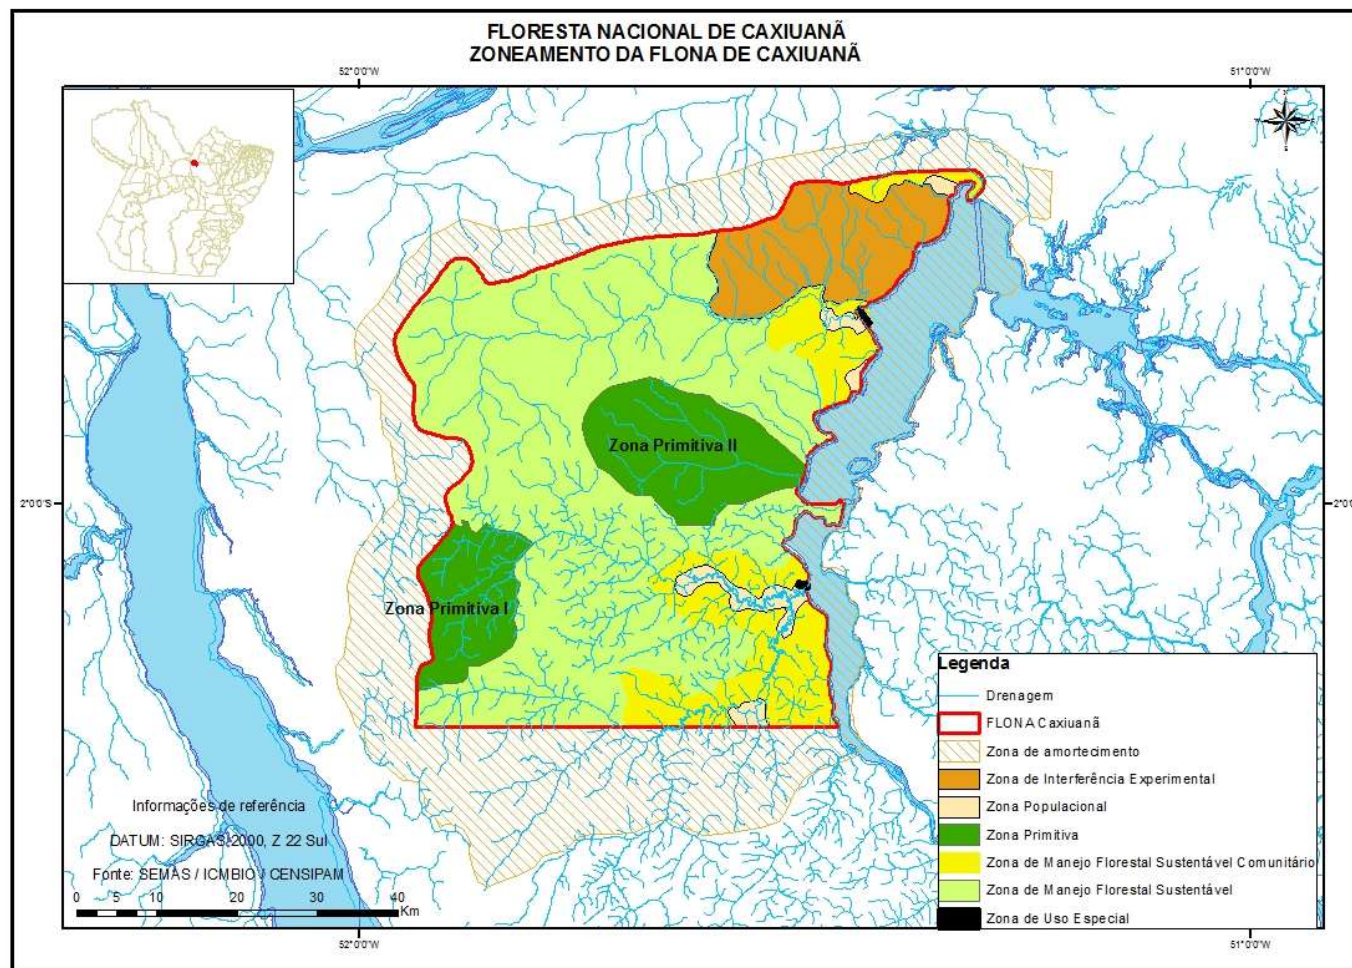 FLORESTA NACIONAL DE CAXIUANÃ
ZONEAMENTO DA FLONA DE CAXIUANÃ
52°0'0"W
51°0'0"W
Zona Primitiva II
2°00'S
2°0'0
Zona Primitiva I
Legenda
Drenagem
FLONA Caxiuanã
Zona de amortecimento
Zona de Interferência Experimental
Zona Populacional
Zona Primitiva
Zona de Manejo Florestal Sustentável Comunitário
Zona de Manejo Florestal Sustentável
Zona de Uso Especial
Informações de referência
DATUM: SIRGAS 2000, Z 22 Sul
Fonte: SEMAS / ICMBIO / CENSIPAM
0 5 10 20 30 40
Km
52°0'0"W
51°0'0"W